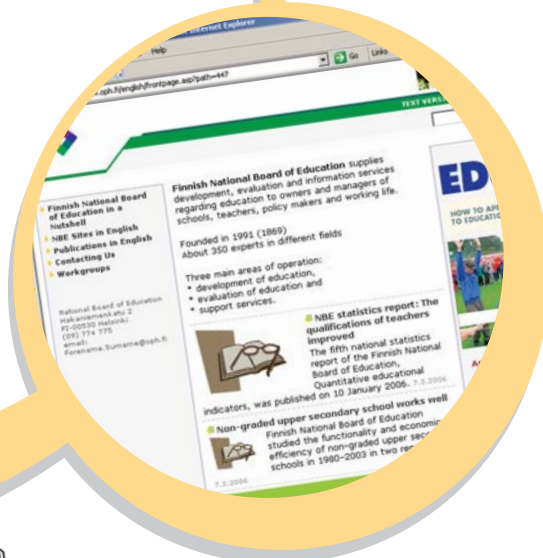 Internet Explorer
Help
Go
Links
oph.fi/english/frontpage.asp?path=447
TEXT VERS
Finnish National Board
of Education in a
Nutshell
NBE Sites in English
Publications in English
Contacting Us
Workgroups
National Board of Education
Hakaniemenkatu 2
FI-00530 Helsinki
(09) 774 775
email:
Forename.Surname@oph.fi
Finnish National Board of Education supplies
development, evaluation and information services
regarding education to owners and managers of
schools, teachers, policy makers and working life.
Founded in 1991 (1869)
About 350 experts in different fields
Three main areas of operation:
• development of education,
• evaluation of education and
• support services.
NBE statistics report: The
qualifications of teachers
improved
The fifth national statistics
report of the Finnish National
Board of Education,
Quantitative educational
indicators, was published on 10 January 2006. 7.2.2006
Non-graded upper secondary school works well
Finnish National Board of Education
studied the functionality and economic
efficiency of non-graded upper
schools in 1980-2003 in two
7.2.2006
ED
HOW TO AP
TO EDUCATIO